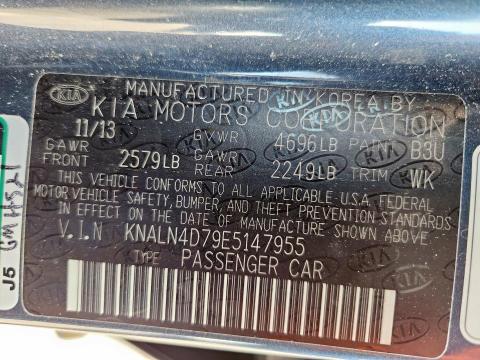 MANUFACTURED IN KOREA BY
KIA MOTORS CORPORATION
11/13 GVWR 4696LB PAINT B3U
GAWR FRONT 2579LB GAWR REAR 2249LB TRIM WK
THIS VEHICLE CONFORMS TO ALL APPLICABLE U.S.A. FEDERAL
MOTOR VEHICLE SAFETY, BUMPER, AND THEFT PREVENTION STANDARDS
IN EFFECT ON THE DATE OF MANUFACTURE SHOWN ABOVE.
V.I.N KNALN4D79E5147955
TYPE: PASSENGER CAR
KIA
J5